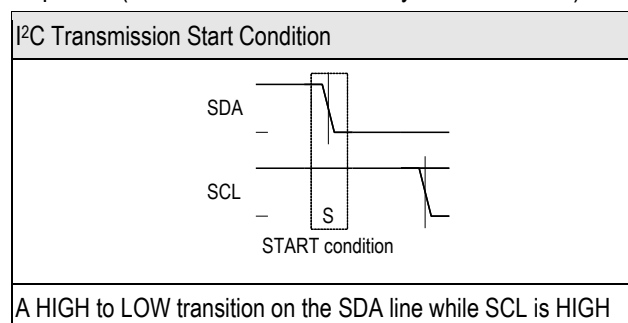 I²C Transmission Start Condition
SDA
SCL
S
START condition
A HIGH to LOW transition on the SDA line while SCL is HIGH